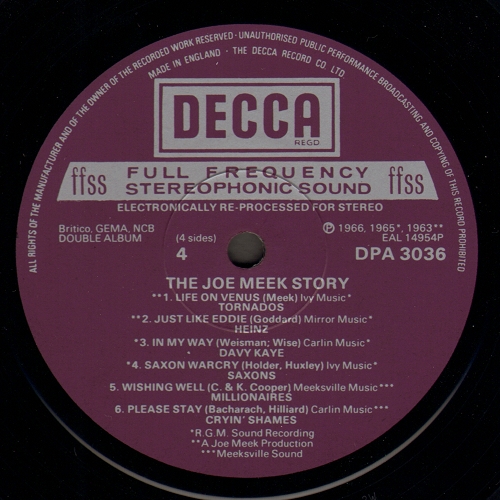 ALL RIGHTS OF THE MANUFACTURER AND OF THE OWNER OF THE RECORDED WORK RESERVED · UNAUTHORISED PUBLIC PERFORMANCE BROADCASTING AND COPYING OF THIS RECORD PROHIBITED
MADE IN ENGLAND · THE DECCA RECORD CO LTD
DECCA
REGD
ffss FULL FREQUENCY ffss
STEREOPHONIC SOUND
ELECTRONICALLY RE-PROCESSED FOR STEREO
Britico, GEMA, NCB (4 sides) ℗ 1966, 1965*, 1963**
DOUBLE ALBUM 4 EAL 14954P
DPA 3036
THE JOE MEEK STORY
**1. LIFE ON VENUS (Meek) Ivy Music*
TORNADOS
**2. JUST LIKE EDDIE (Goddard) Mirror Music*
HEINZ
*3. IN MY WAY (Weisman; Wise) Carlin Music*
DAVY KAYE
*4. SAXON WARCRY (Holder, Huxley) Ivy Music*
SAXONS
5. WISHING WELL (C. & K. Cooper) Meeksville Music***
MILLIONAIRES
6. PLEASE STAY (Bacharach, Hilliard) Carlin Music***
CRYIN' SHAMES
*R.G.M. Sound Recording
**A Joe Meek Production
***Meeksville Sound